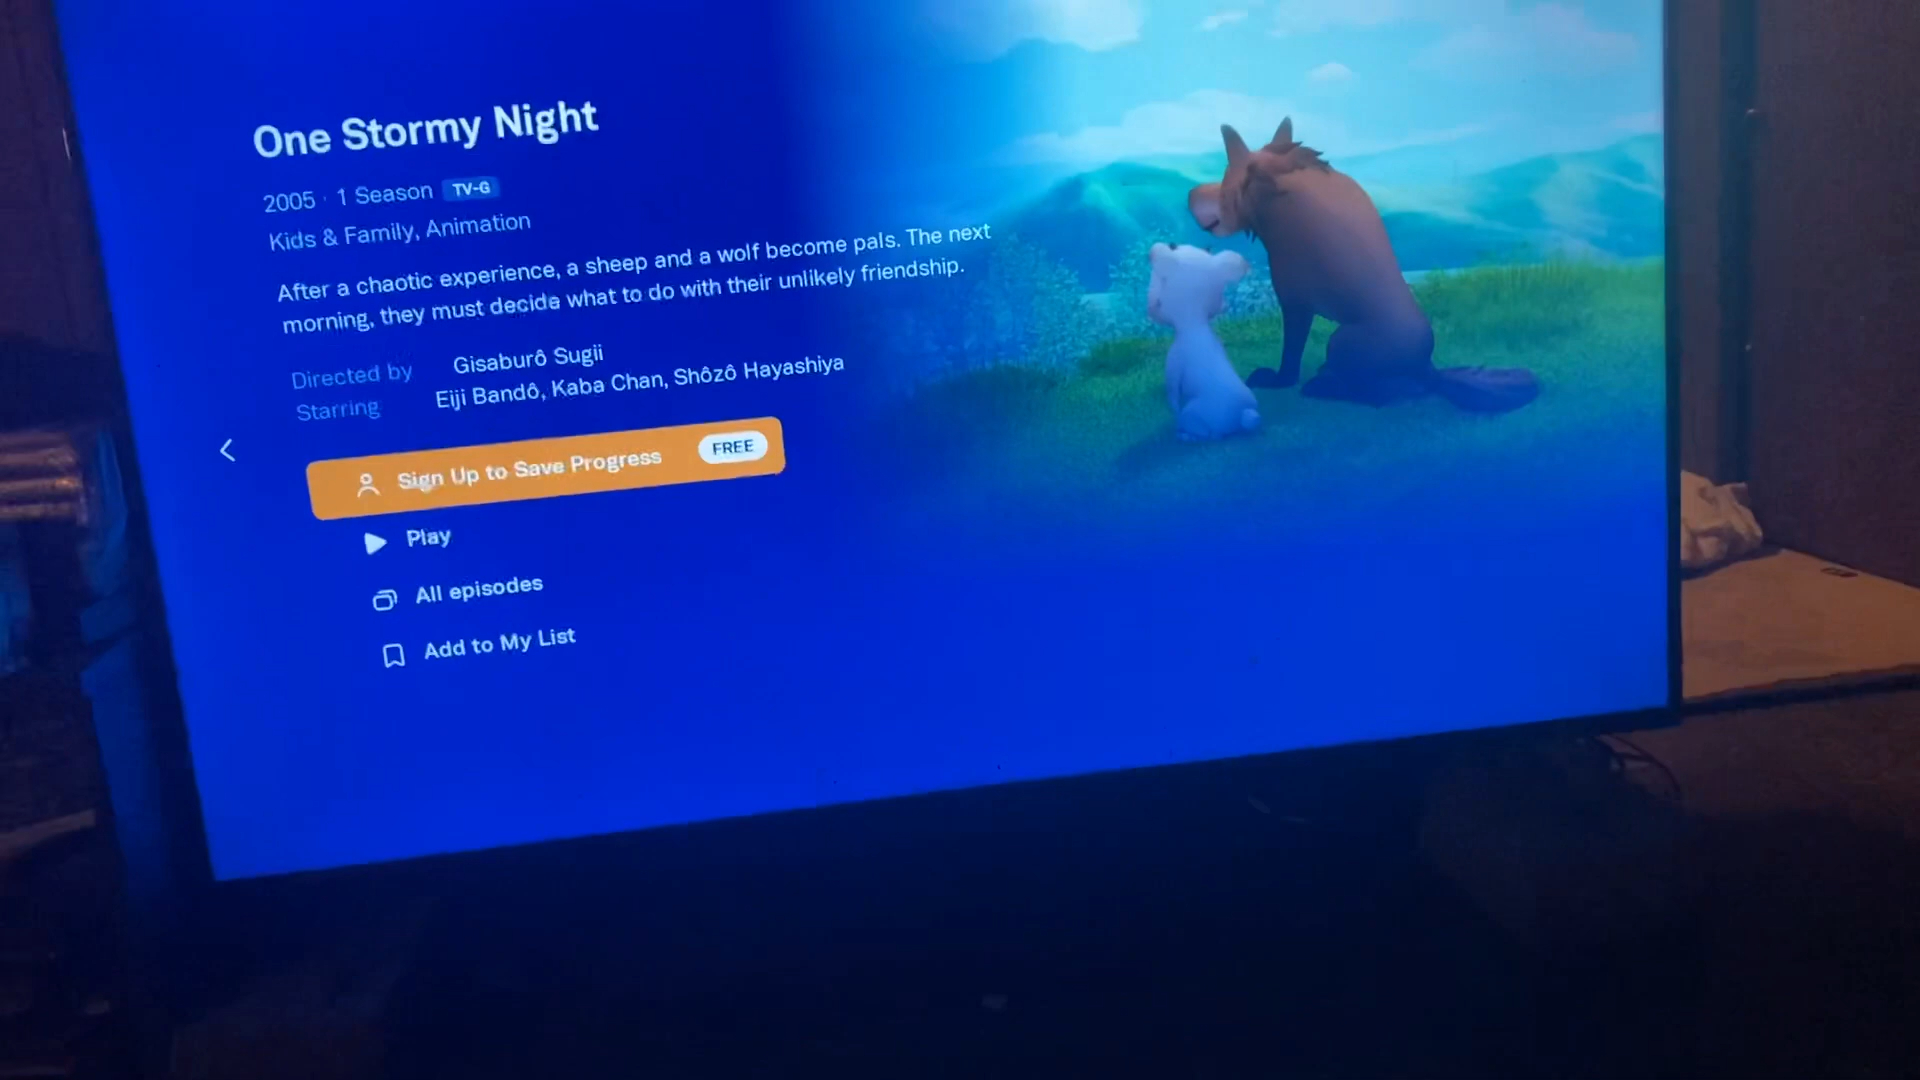 One Stormy Night
2005 · 1 Season TV-G
Kids & Family, Animation
After a chaotic experience, a sheep and a wolf become pals. The next
morning, they must decide what to do with their unlikely friendship.
Directed by Gisaburô Sugii
Starring Eiji Bandô, Kaba Chan, Shôzô Hayashiya
Sign Up to Save Progress FREE
Play
All episodes
Add to My List